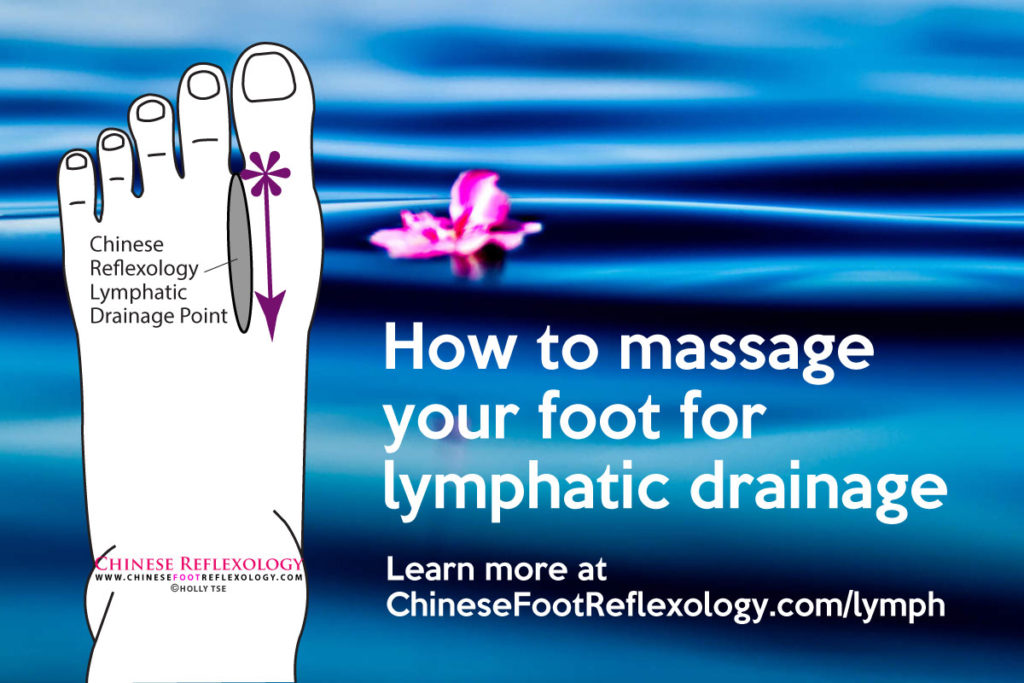 Chinese
Reflexology
Lymphatic
Drainage Point
How to massage
your foot for
lymphatic drainage
Learn more at
ChineseFootReflexology.com/lymph
CHINESE REFLEXOLOGY
WWW.CHINESEFOOTREFLEXOLOGY.COM
©HOLLY TSE